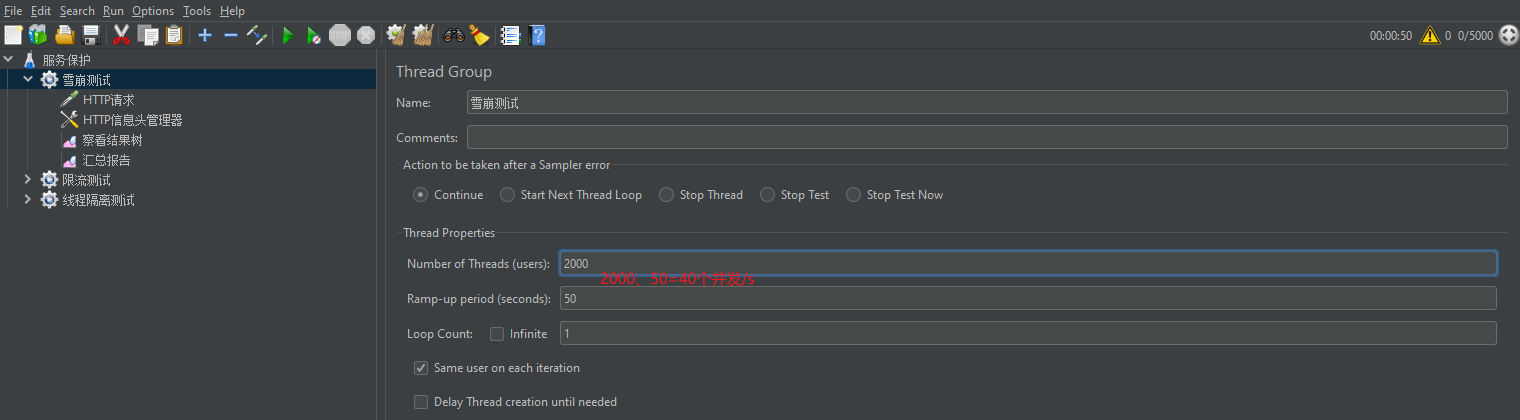 File Edit Search Run Options Tools Help
00:00:50 0 0/5000
服务保护
雪崩测试
HTTP请求
HTTP信息头管理器
察看结果树
汇总报告
限流测试
线程隔离测试
Thread Group
Name: 雪崩测试
Comments:
Action to be taken after a Sampler error
Continue Start Next Thread Loop Stop Thread Stop Test Stop Test Now
Thread Properties
Number of Threads (users): 2000
2000、50=40个并发/s
Ramp-up period (seconds): 50
Loop Count: Infinite 1
Same user on each iteration
Delay Thread creation until needed